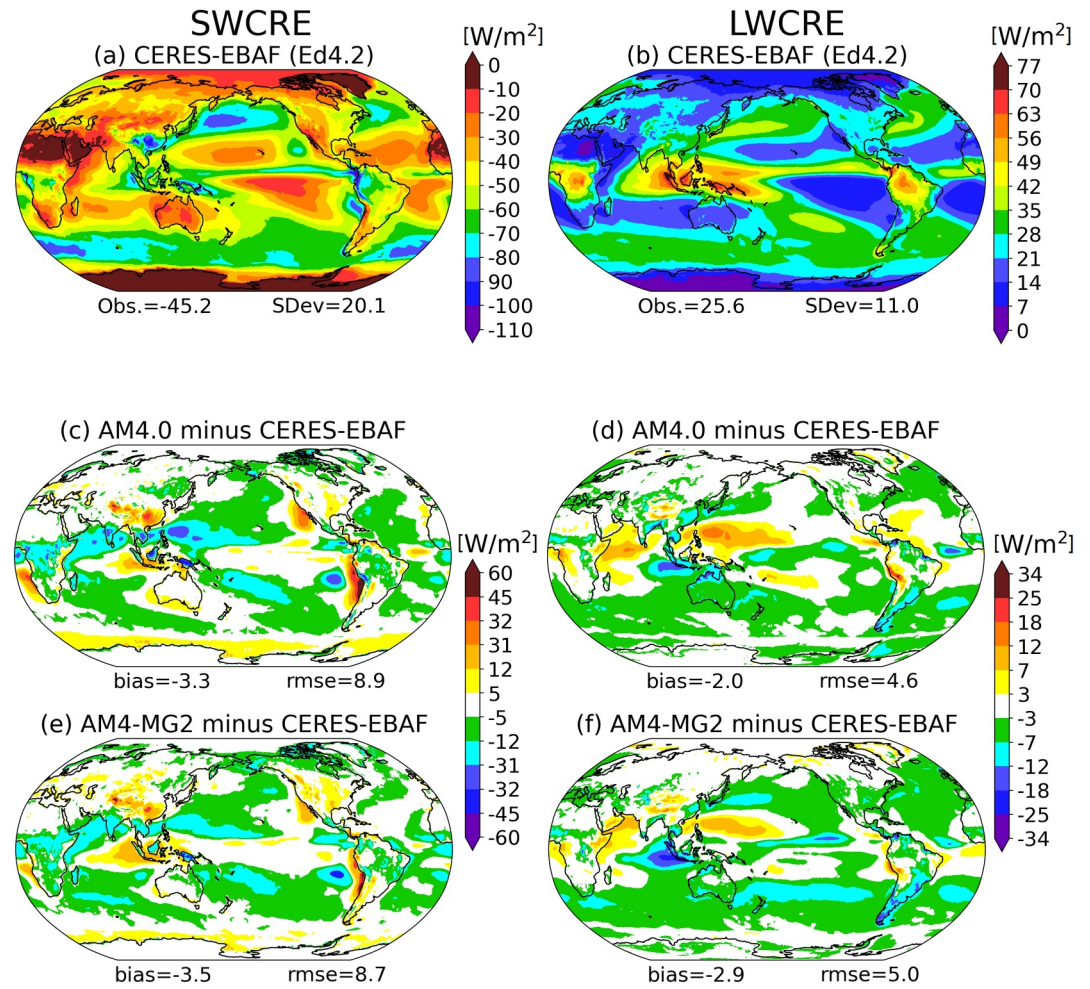 SWCRE
LWCRE
(a) CERES-EBAF (Ed4.2)
[W/m²]
(b) CERES-EBAF (Ed4.2)
[W/m²]
0
-10
-20
-30
-40
-50
-60
-70
-80
-90
-100
-110
77
70
63
56
49
42
35
28
21
14
7
0
Obs.=-45.2 SDev=20.1
Obs.=25.6 SDev=11.0
(c) AM4.0 minus CERES-EBAF
(d) AM4.0 minus CERES-EBAF
[W/m²]
60
45
32
31
12
5
-5
-12
-31
-32
-45
-60
[W/m²]
34
25
18
12
7
3
-3
-7
-12
-18
-25
-34
bias=-3.3 rmse=8.9
bias=-2.0 rmse=4.6
(e) AM4-MG2 minus CERES-EBAF
(f) AM4-MG2 minus CERES-EBAF
bias=-3.5 rmse=8.7
bias=-2.9 rmse=5.0